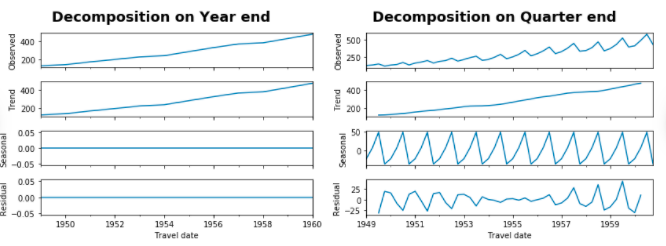 Decomposition on Year end
Observed
400
200
Trend
400
200
Seasonal
0.05
0.00
−0.05
Residual
0.05
0.00
−0.05
1950 1952 1954 1956 1958 1960
Travel date
Decomposition on Quarter end
Observed
500
250
Trend
400
200
Seasonal
50
0
Residual
25
0
−25
1949 1951 1953 1955 1957 1959
Travel date